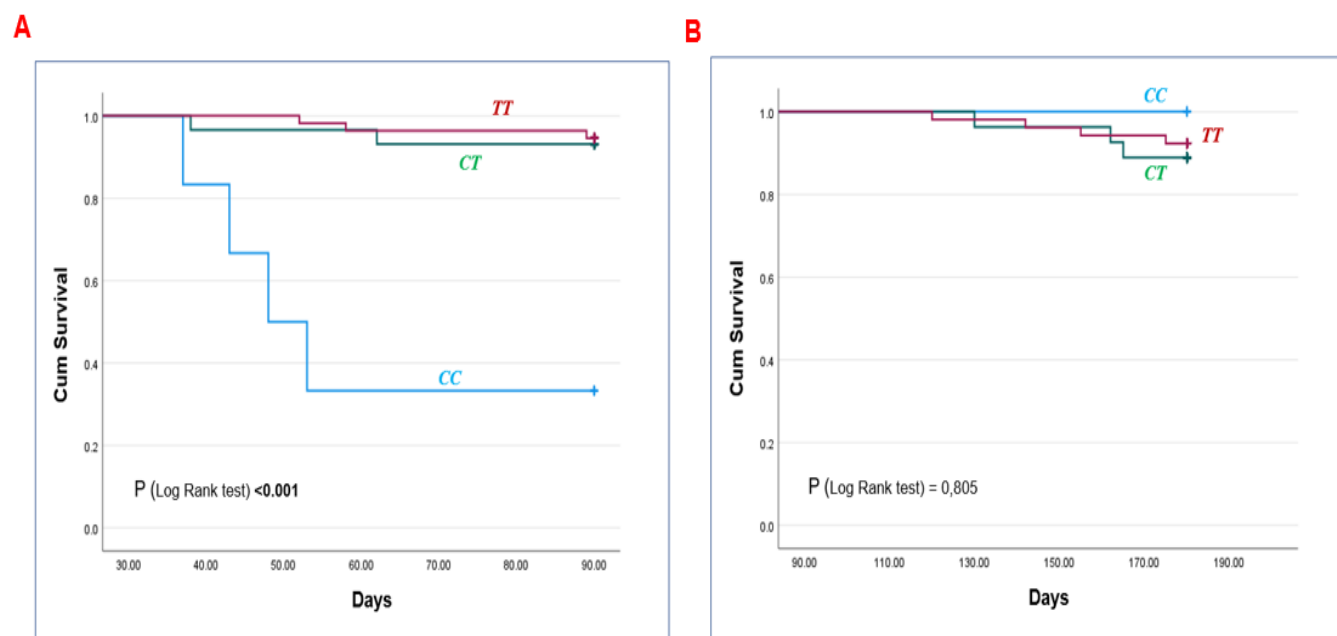 A
1.0
0.8
0.6
0.4
0.2
0.0
Cum Survival
TT
CT
CC
P (Log Rank test) <0.001
30.00 40.00 50.00 60.00 70.00 80.00 90.00
Days
B
1.0
0.8
0.6
0.4
0.2
0.0
Cum Survival
CC
TT
CT
P (Log Rank test) = 0,805
90.00 110.00 130.00 150.00 170.00 190.00
Days